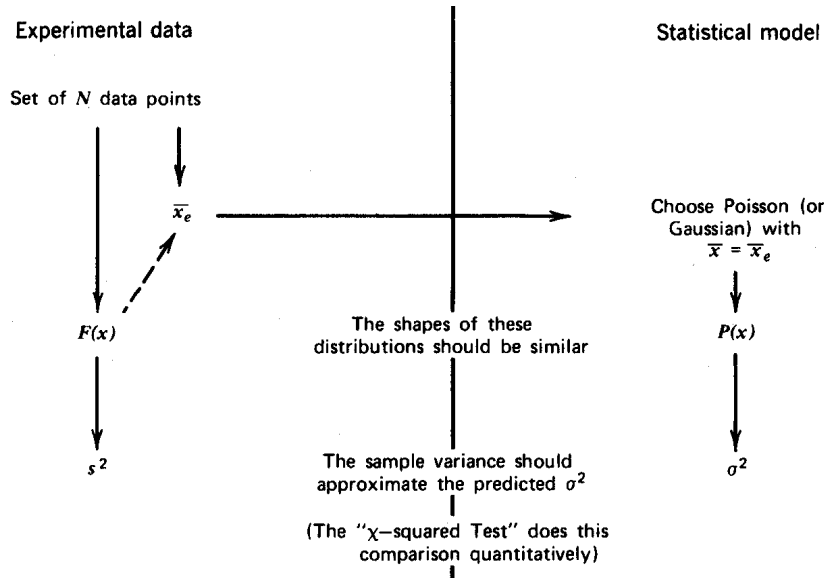 Experimental data
Statistical model
Set of N data points
x̄ₑ
Choose Poisson (or
Gaussian) with
x̄ = x̄ₑ
F(x)
The shapes of these
distributions should be similar
P(x)
s²
The sample variance should
approximate the predicted σ²
σ²
(The "χ–squared Test" does this
comparison quantitatively)